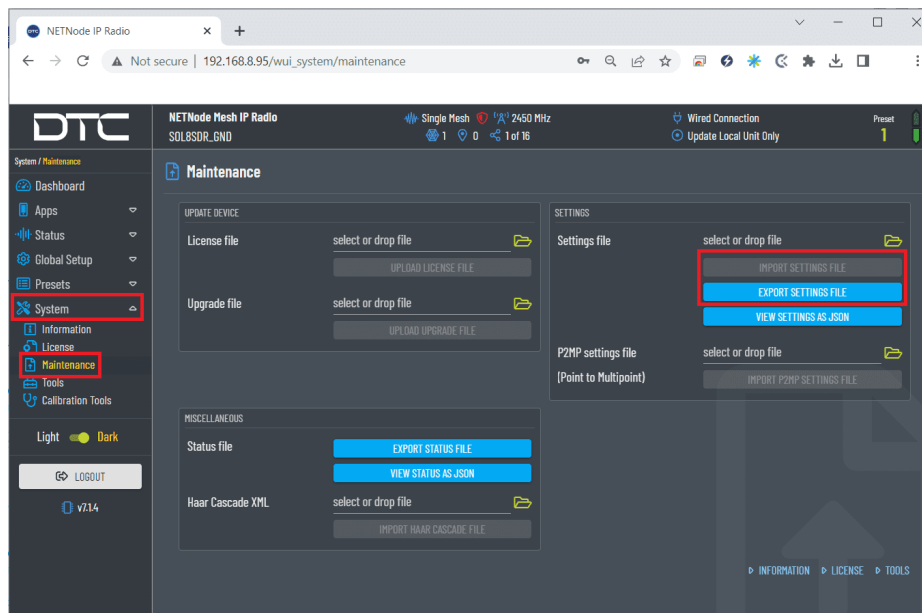 DTC NETNode IP Radio
Not secure | 192.168.8.95/wui_system/maintenance
DTC
NETNode Mesh IP Radio
SOL8SDR_GND
Single Mesh 2450 MHz
1 0 1 of 16
Wired Connection
Update Local Unit Only
Preset
1
System / Maintenance
Dashboard
Apps
Status
Global Setup
Presets
System
Information
License
Maintenance
Tools
Calibration Tools
Light Dark
LOGOUT
v7.1.4
Maintenance
UPDATE DEVICE
License file select or drop file
UPLOAD LICENSE FILE
Upgrade file select or drop file
UPLOAD UPGRADE FILE
SETTINGS
Settings file select or drop file
IMPORT SETTINGS FILE
EXPORT SETTINGS FILE
VIEW SETTINGS AS JSON
P2MP settings file select or drop file
(Point to Multipoint) IMPORT P2MP SETTINGS FILE
MISCELLANEOUS
Status file EXPORT STATUS FILE
VIEW STATUS AS JSON
Haar Cascade XML select or drop file
IMPORT HAAR CASCADE FILE
INFORMATION LICENSE TOOLS